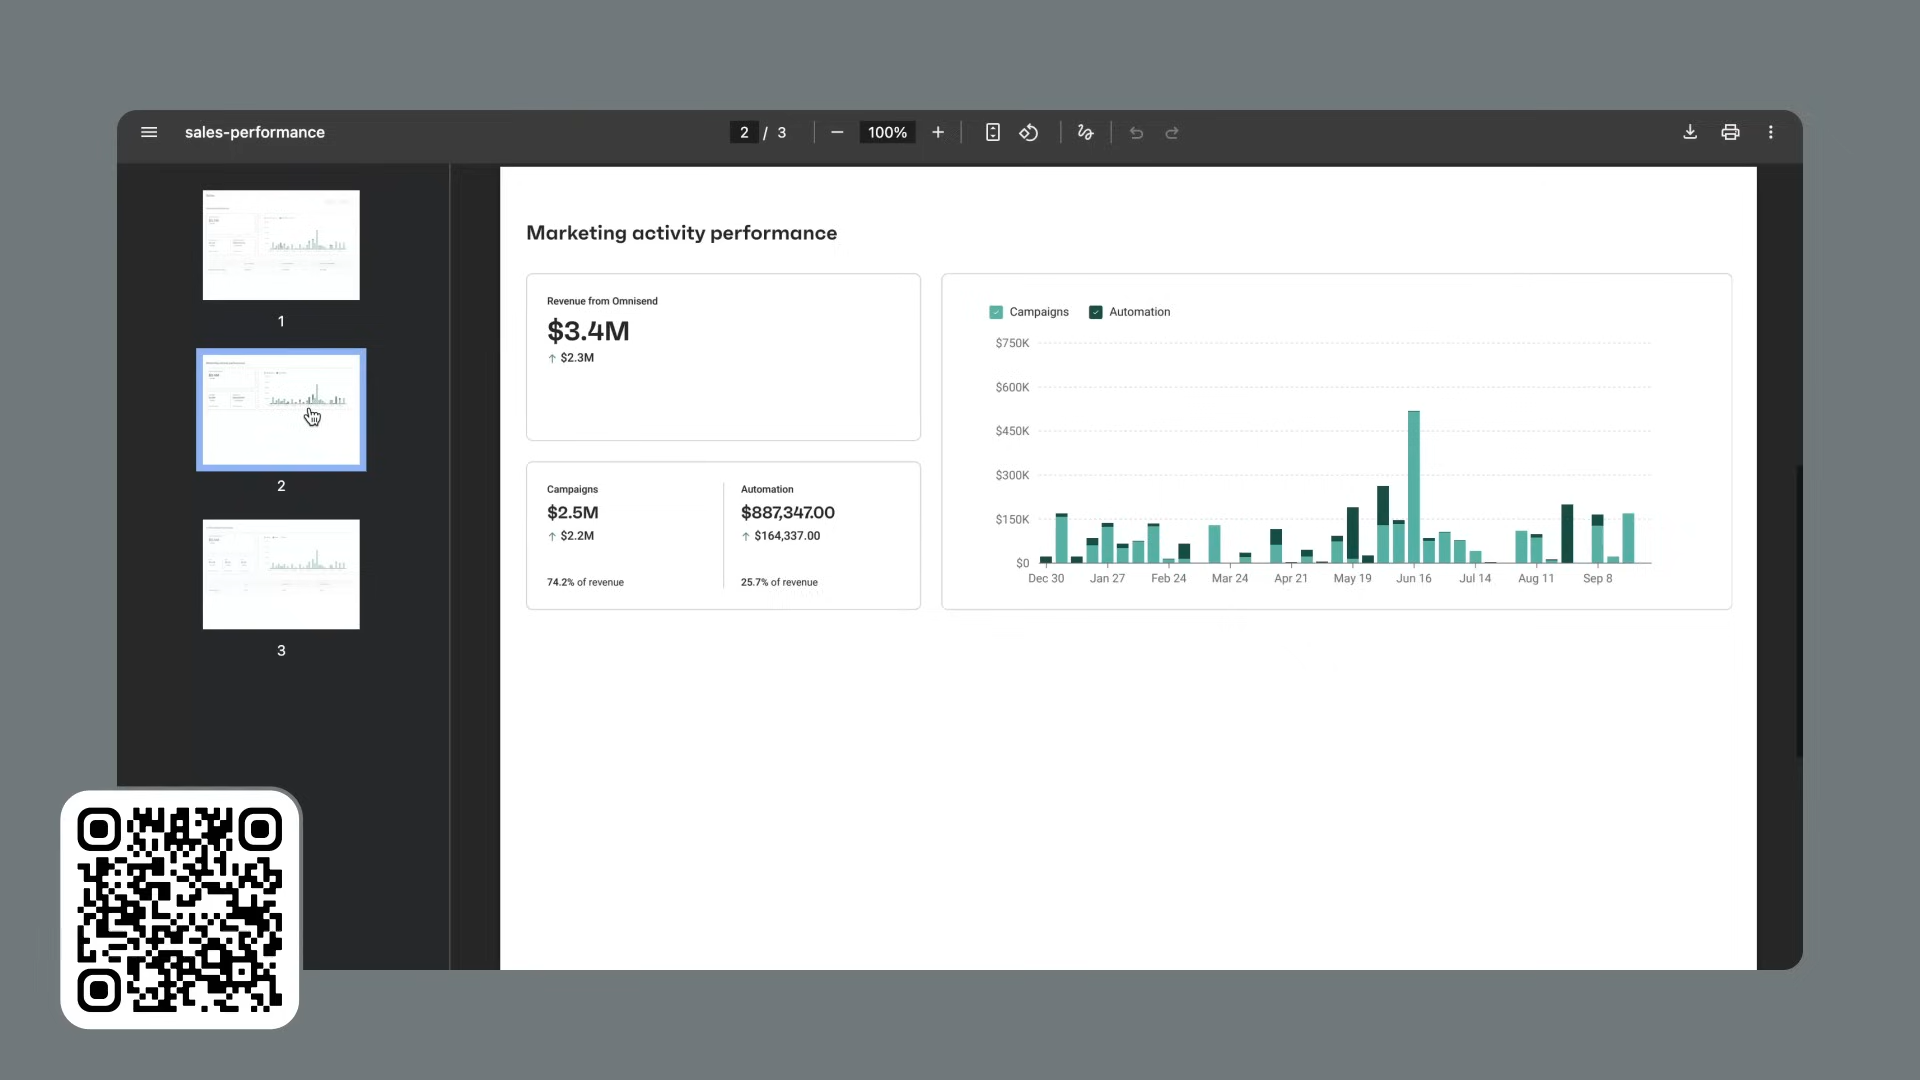 sales-performance
2 / 3
100%
1
2
3
Marketing activity performance
Revenue from Omnisend
$3.4M
↑ $2.3M
Campaigns
$2.5M
↑ $2.2M
74.2% of revenue
Automation
$887,347.00
↑ $164,337.00
25.7% of revenue
Campaigns Automation
$750K
$600K
$450K
$300K
$150K
$0
Dec 30 Jan 27 Feb 24 Mar 24 Apr 21 May 19 Jun 16 Jul 14 Aug 11 Sep 8